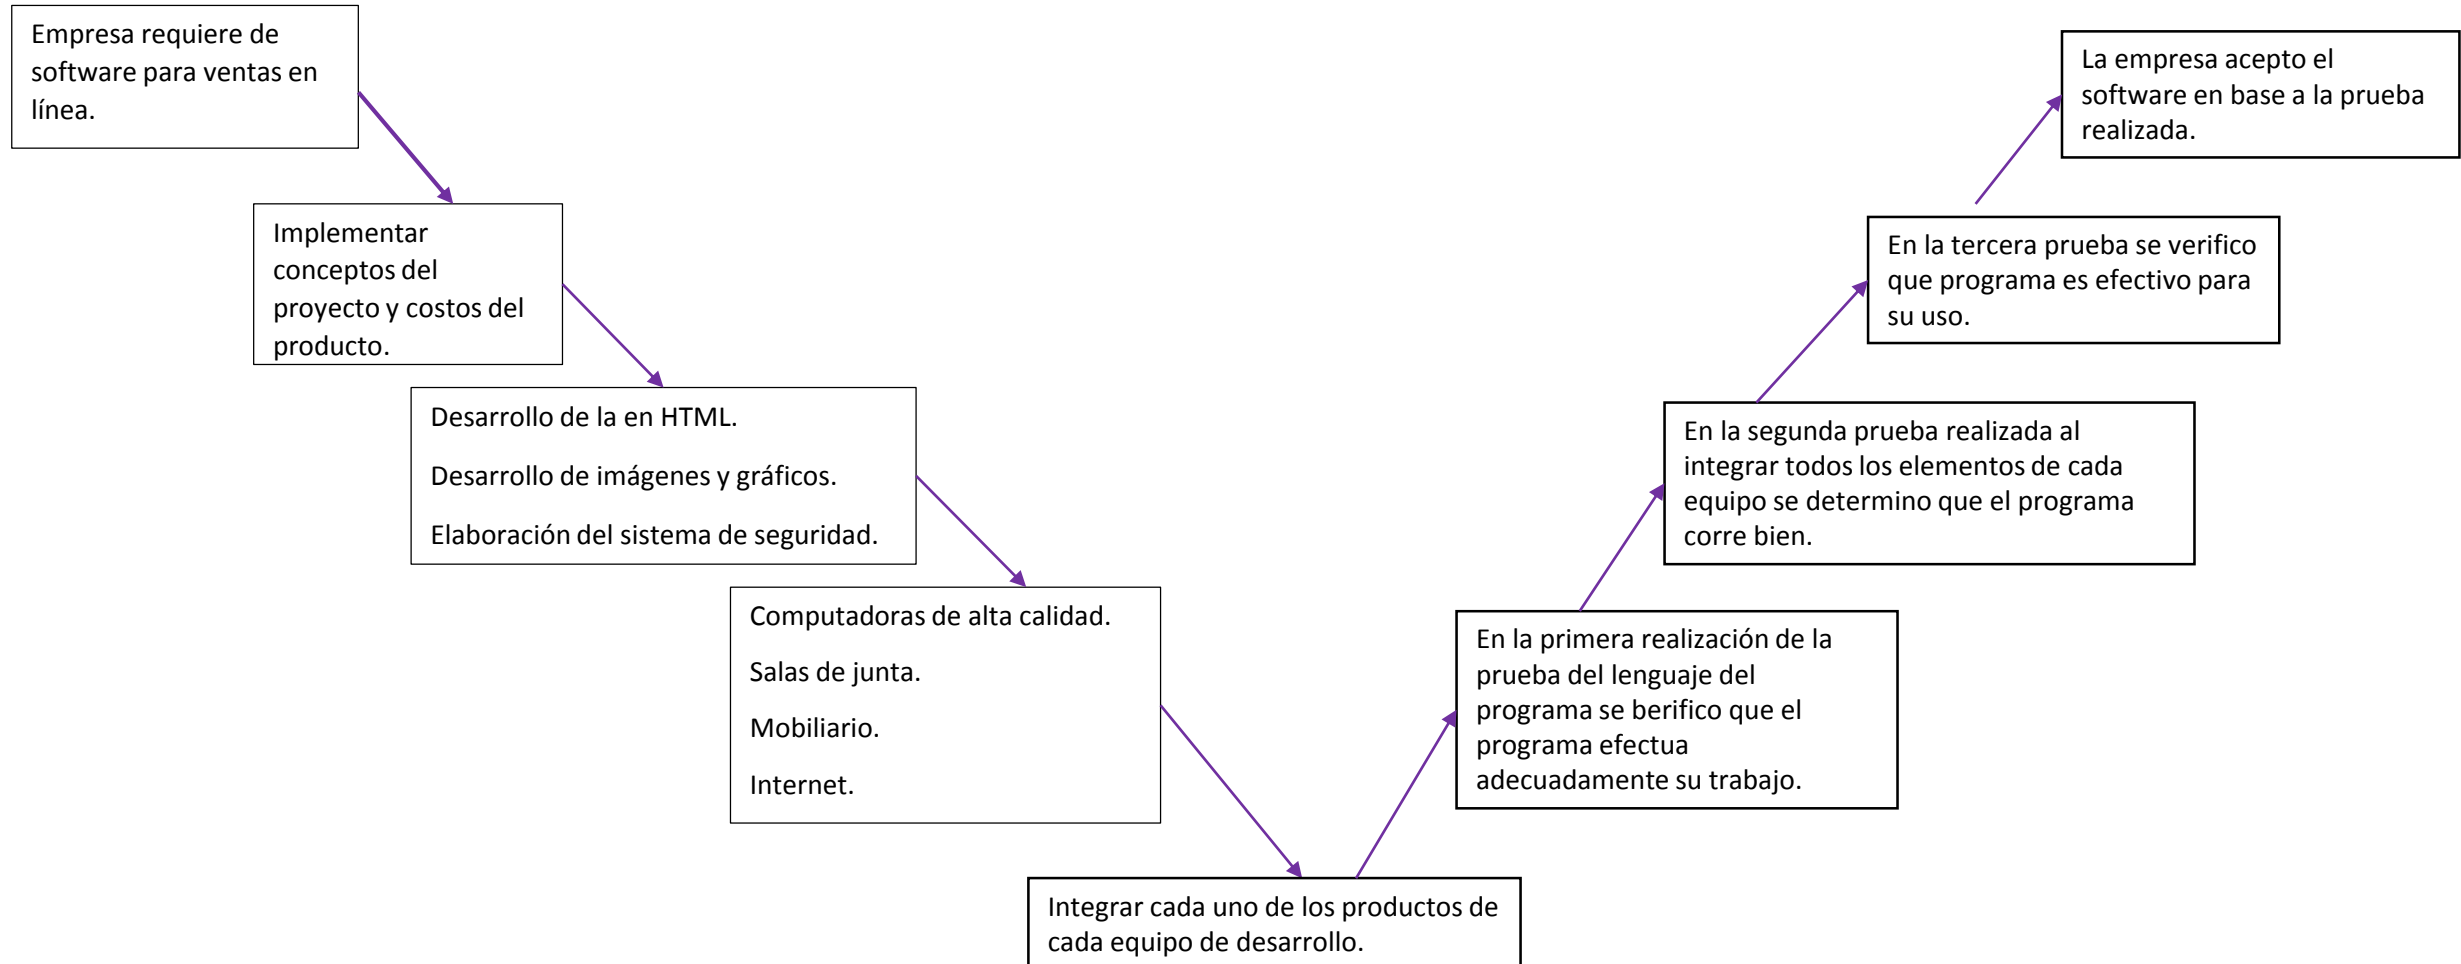 Empresa requiere de
software para ventas en
línea.
Implementar
conceptos del
proyecto y costos del
producto.
Desarrollo de la en HTML.
Desarrollo de imágenes y gráficos.
Elaboración del sistema de seguridad.
Computadoras de alta calidad.
Salas de junta.
Mobiliario.
Internet.
Integrar cada uno de los productos de
cada equipo de desarrollo.
En la primera realización de la
prueba del lenguaje del
programa se berifico que el
programa efectua
adecuadamente su trabajo.
En la segunda prueba realizada al
integrar todos los elementos de cada
equipo se determino que el programa
corre bien.
En la tercera prueba se verifico
que programa es efectivo para
su uso.
La empresa acepto el
software en base a la prueba
realizada.